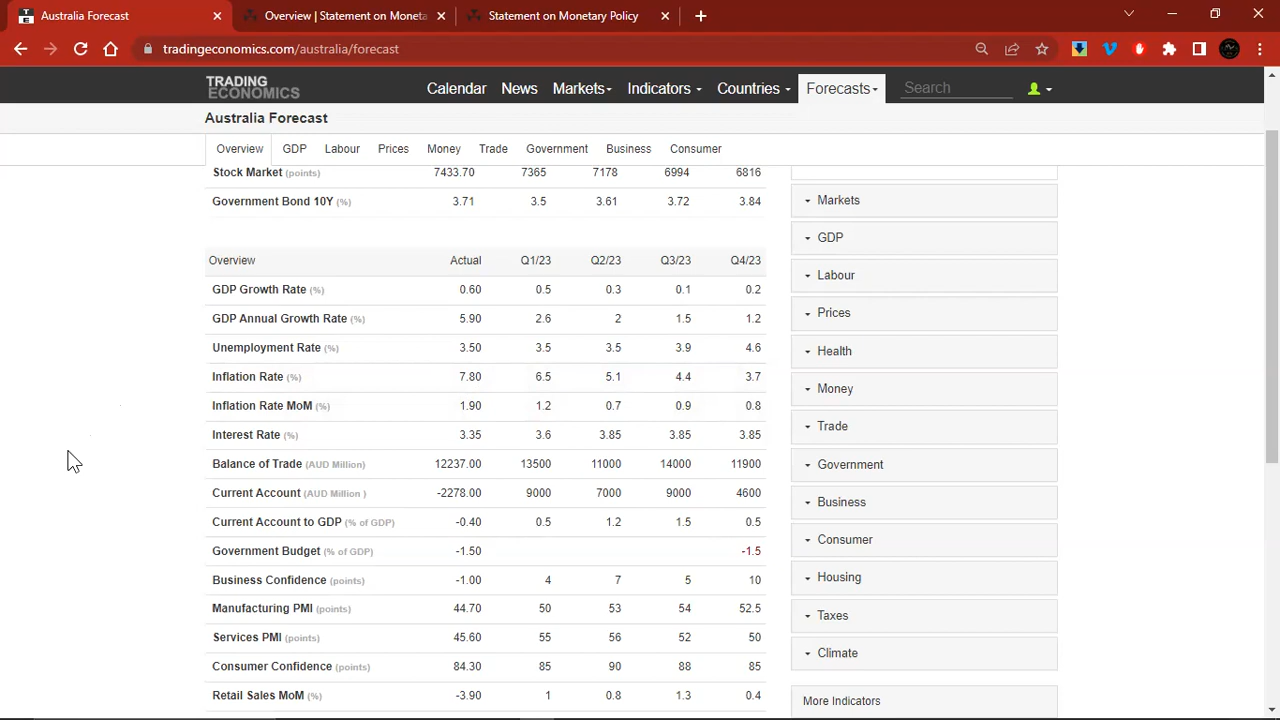 Australia Forecast
Overview | Statement on Moneta
Statement on Monetary Policy
tradingeconomics.com/australia/forecast
TRADING ECONOMICS
Calendar News Markets Indicators Countries Forecasts Search
Australia Forecast
Overview GDP Labour Prices Money Trade Government Business Consumer
Stock Market (points) 7433.70 7365 7178 6994 6816
Government Bond 10Y (%) 3.71 3.5 3.61 3.72 3.84
Overview Actual Q1/23 Q2/23 Q3/23 Q4/23
GDP Growth Rate (%) 0.60 0.5 0.3 0.1 0.2
GDP Annual Growth Rate (%) 5.90 2.6 2 1.5 1.2
Unemployment Rate (%) 3.50 3.5 3.5 3.9 4.6
Inflation Rate (%) 7.80 6.5 5.1 4.4 3.7
Inflation Rate MoM (%) 1.90 1.2 0.7 0.9 0.8
Interest Rate (%) 3.35 3.6 3.85 3.85 3.85
Balance of Trade (AUD Million) 12237.00 13500 11000 14000 11900
Current Account (AUD Million ) -2278.00 9000 7000 9000 4600
Current Account to GDP (% of GDP) -0.40 0.5 1.2 1.5 0.5
Government Budget (% of GDP) -1.50 -1.5
Business Confidence (points) -1.00 4 7 5 10
Manufacturing PMI (points) 44.70 50 53 54 52.5
Services PMI (points) 45.60 55 56 52 50
Consumer Confidence (points) 84.30 85 90 88 85
Retail Sales MoM (%) -3.90 1 0.8 1.3 0.4
Markets
GDP
Labour
Prices
Health
Money
Trade
Government
Business
Consumer
Housing
Taxes
Climate
More Indicators